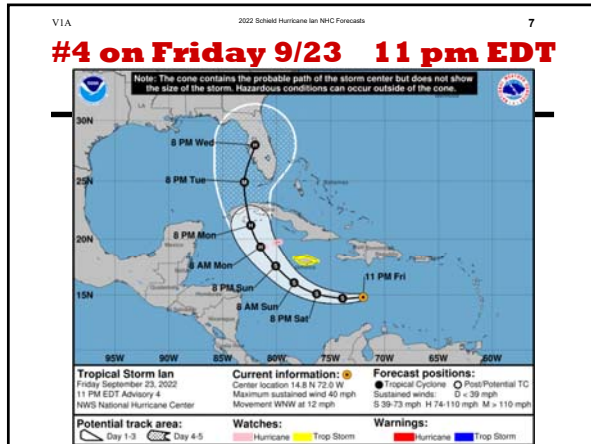 V1A 2022 Schield Hurricane Ian NHC Forecasts 7
#4 on Friday 9/23 11 pm EDT
Note: The cone contains the probable path of the storm center but does not show
the size of the storm. Hazardous conditions can occur outside of the cone.
30N
8 PM Wed
H
25N
8 PM Tue
M
Bahamas
20N
8 PM Mon
H
Mexico
8 AM Mon
H
8 PM Sun
S
11 PM Fri
15N
8 AM Sun
S
S
S
8 PM Sat
95W 90W 85W 80W 75W 70W 65W 60W
Tropical Storm Ian
Friday September 23, 2022
11 PM EDT Advisory 4
NWS National Hurricane Center
Current information:
Center location 14.8 N 72.0 W
Maximum sustained wind 40 mph
Movement WNW at 12 mph
Forecast positions:
Tropical Cyclone Post/Potential TC
Sustained winds: D < 39 mph
S 39-73 mph H 74-110 mph M > 110 mph
Potential track area:
Day 1-3 Day 4-5
Watches:
Hurricane Trop Storm
Warnings:
Hurricane Trop Storm